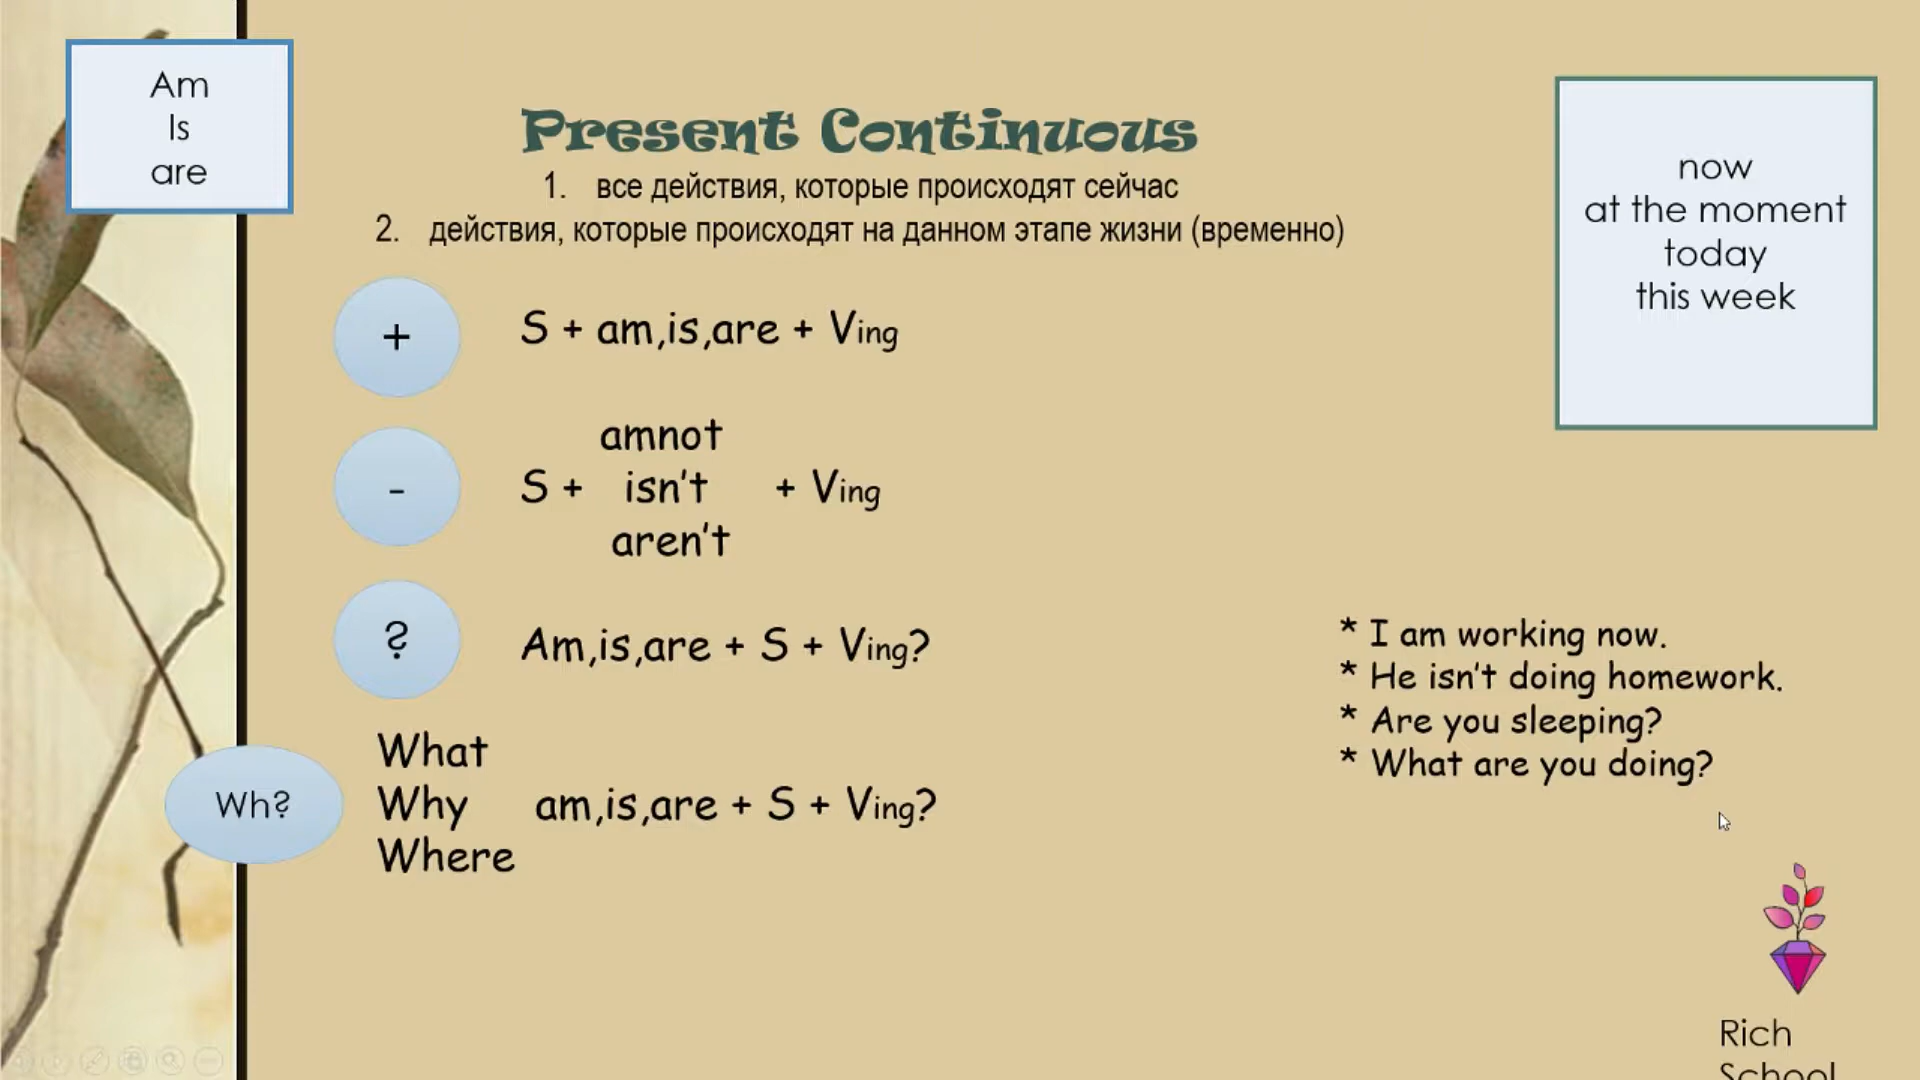 Am
Is
are
Present Continuous
1. все действия, которые происходят сейчас
2. действия, которые происходят на данном этапе жизни (временно)
now
at the moment
today
this week
+
S + am,is,are + Ving
-
amnot
S + isn't + Ving
aren't
?
Am,is,are + S + Ving?
Wh?
What
Why am,is,are + S + Ving?
Where
* I am working now.
* He isn't doing homework.
* Are you sleeping?
* What are you doing?
Rich
School